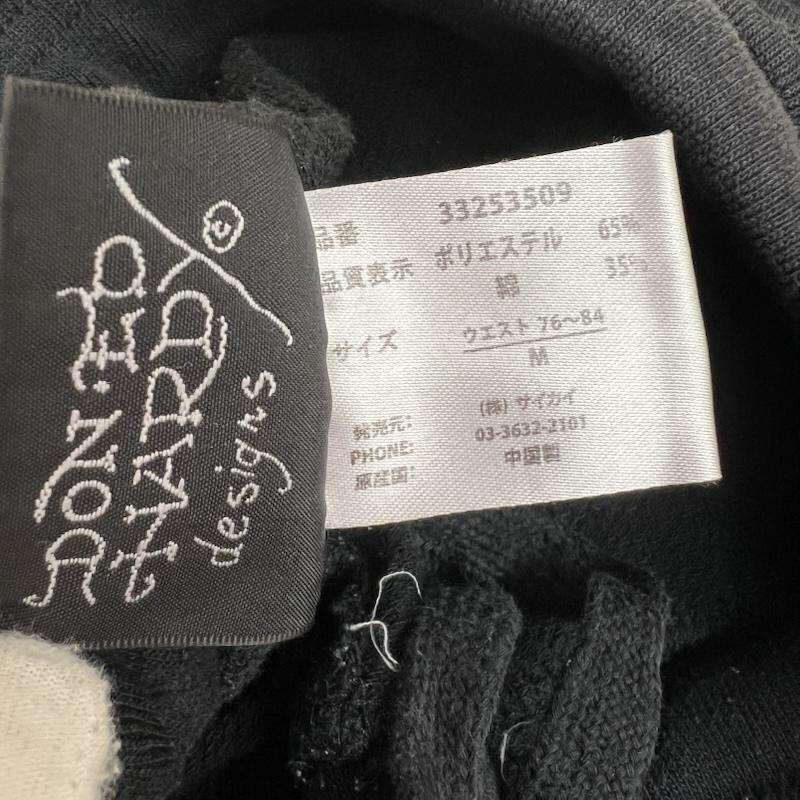 DON·ED
HARDY©
designs
品番 33253509
品質表示 ポリエステル 65%
綿 35%
サイズ ウエスト 76〜84
M
発売元: (株) サイカイ
PHONE: 03-3632-2101
原産国: 中国製